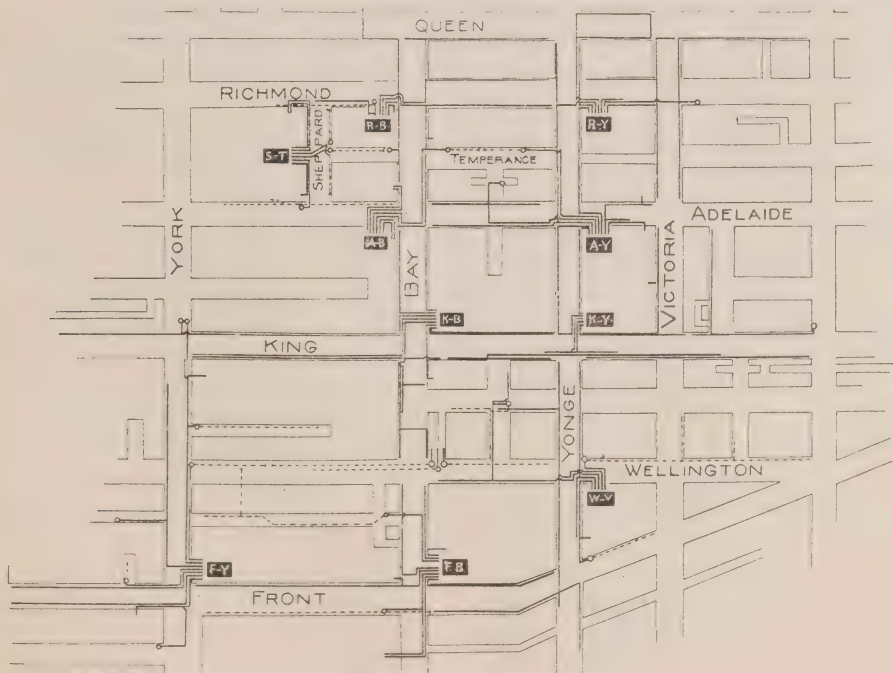 QUEEN
RICHMOND
R-B
R-Y
S-T
SHEPPARD
TEMPERANCE
ADELAIDE
A-B
A-Y
YORK
BAY
VICTORIA
K-B
K-Y
KING
YONGE
WELLINGTON
W-Y
F-Y
F-B
FRONT